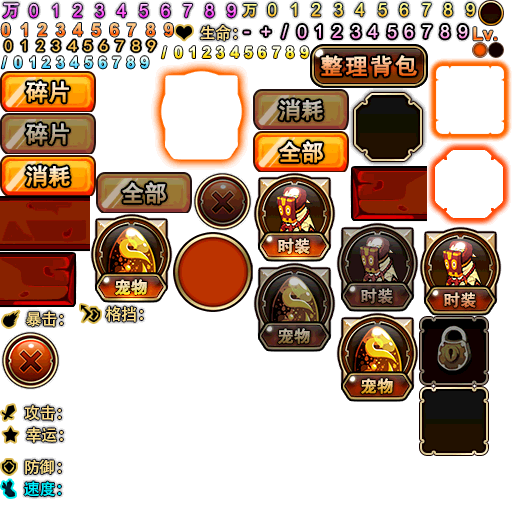 万 0 1 2 3 4 5 6 7 8 9 万 0 1 2 3 4 5 6 7 8 9
0 1 2 3 4 5 6 7 8 9 生命: - + / 0 1 2 3 4 5 6 7 8 9 Lv.
0 1 2 3 4 5 6 7 8 9 / 0 1 2 3 4 5 6 7 8 9
/ 0 1 2 3 4 5 6 7 8 9
整理背包
碎片
消耗
碎片
全部
消耗
全部
时装
宠物
时装
时装
暴击:
格挡:
宠物
宠物
攻击:
幸运:
防御:
速度: